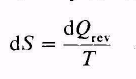 dS = dQ_rev / T